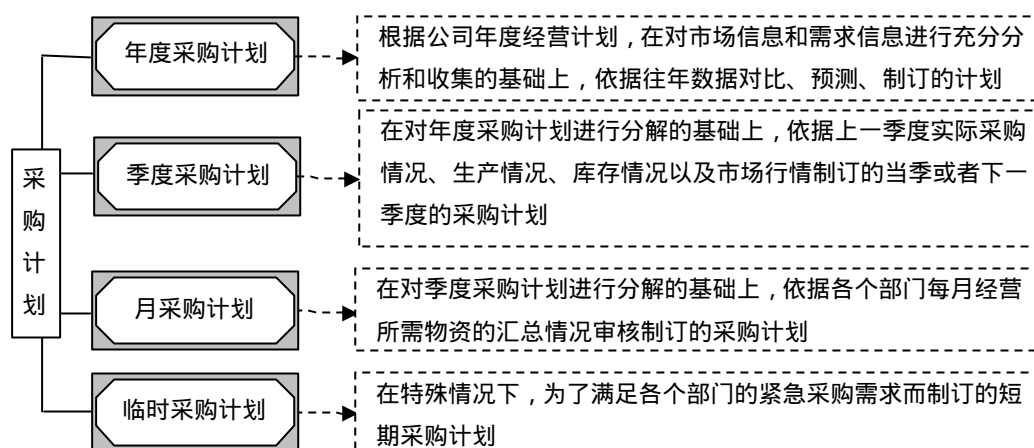 采购计划
年度采购计划
根据公司年度经营计划，在对市场信息和需求信息进行充分分
析和收集的基础上，依据往年数据对比、预测、制订的计划
季度采购计划
在对年度采购计划进行分解的基础上，依据上一季度实际采购
情况、生产情况、库存情况以及市场行情制订的当季或者下一
季度的采购计划
月采购计划
在对季度采购计划进行分解的基础上，依据各个部门每月经营
所需物资的汇总情况审核制订的采购计划
临时采购计划
在特殊情况下，为了满足各个部门的紧急采购需求而制订的短
期采购计划